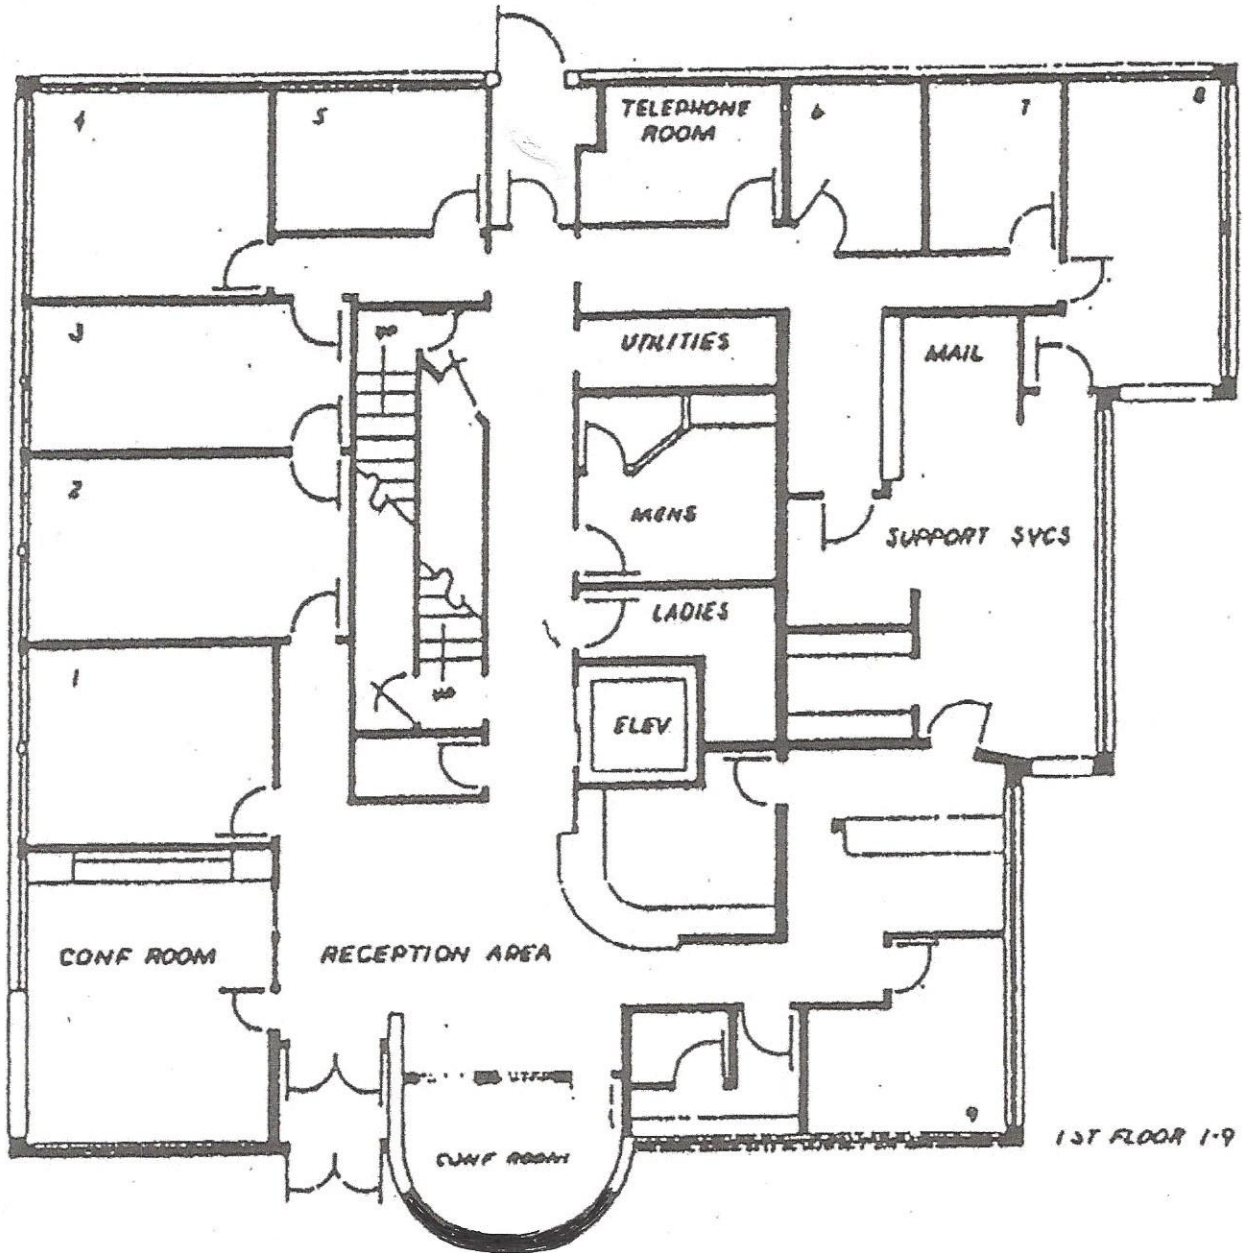 4
5
TELEPHONE
ROOM
6
7
8
3
UTILITIES
MAIL
2
MENS
SUPPORT SVCS
LADIES
1
ELEV
CONF ROOM
RECEPTION AREA
9
1ST FLOOR 1-9
CONF ROOM